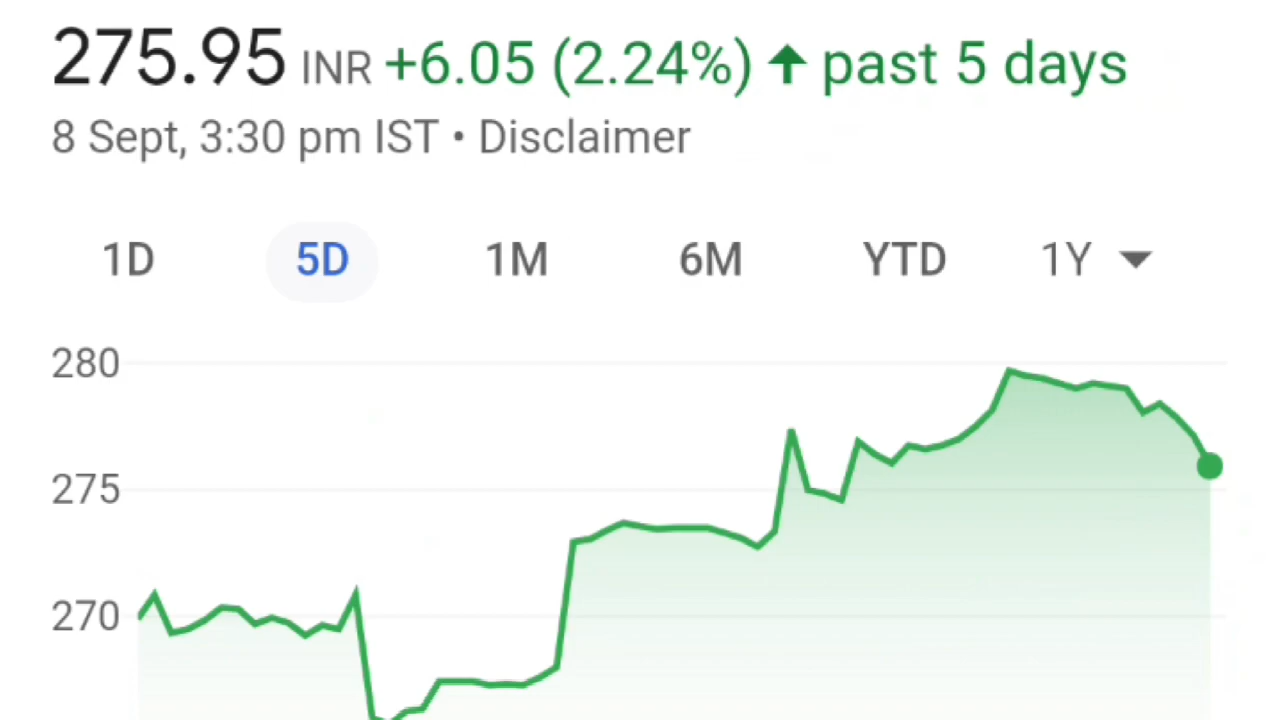 275.95 INR +6.05 (2.24%) ↑ past 5 days
8 Sept, 3:30 pm IST • Disclaimer
1D 5D 1M 6M YTD 1Y
280
275
270